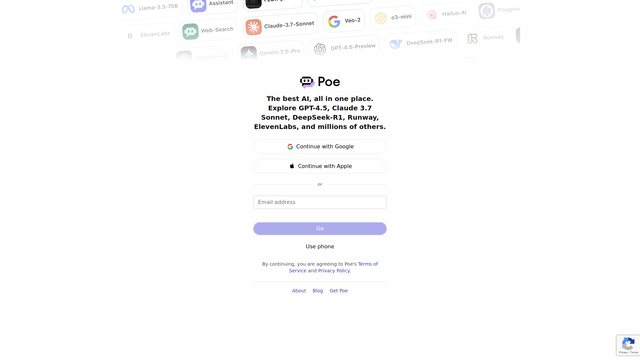 Llama-3.3-70B
Assistant
Veo-2
o3-mini
Hailuo-AI
ElevenLabs
Web-Search
Claude-3.7-Sonnet
GPT-4.5-Preview
DeepSeek-R1-FW
Runway
Poe
The best AI, all in one place.
Explore GPT-4.5, Claude 3.7
Sonnet, DeepSeek-R1, Runway,
ElevenLabs, and millions of others.
Continue with Google
Continue with Apple
or
Email address
Go
Use phone
By continuing, you are agreeing to Poe's Terms of
Service and Privacy Policy.
About Blog Get Poe